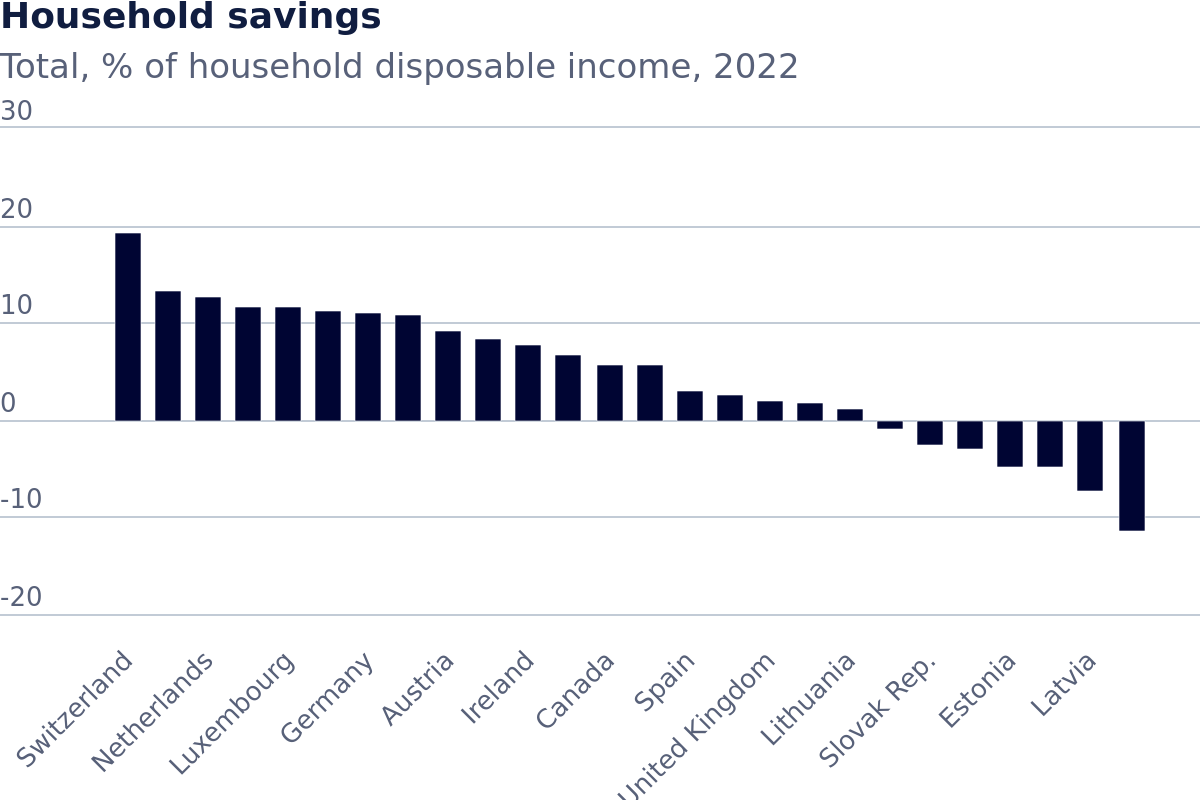 Household savings
Total, % of household disposable income, 2022
30
20
10
0
-10
-20
Switzerland
Netherlands
Luxembourg
Germany
Austria
Ireland
Canada
Spain
United Kingdom
Lithuania
Slovak Rep.
Estonia
Latvia